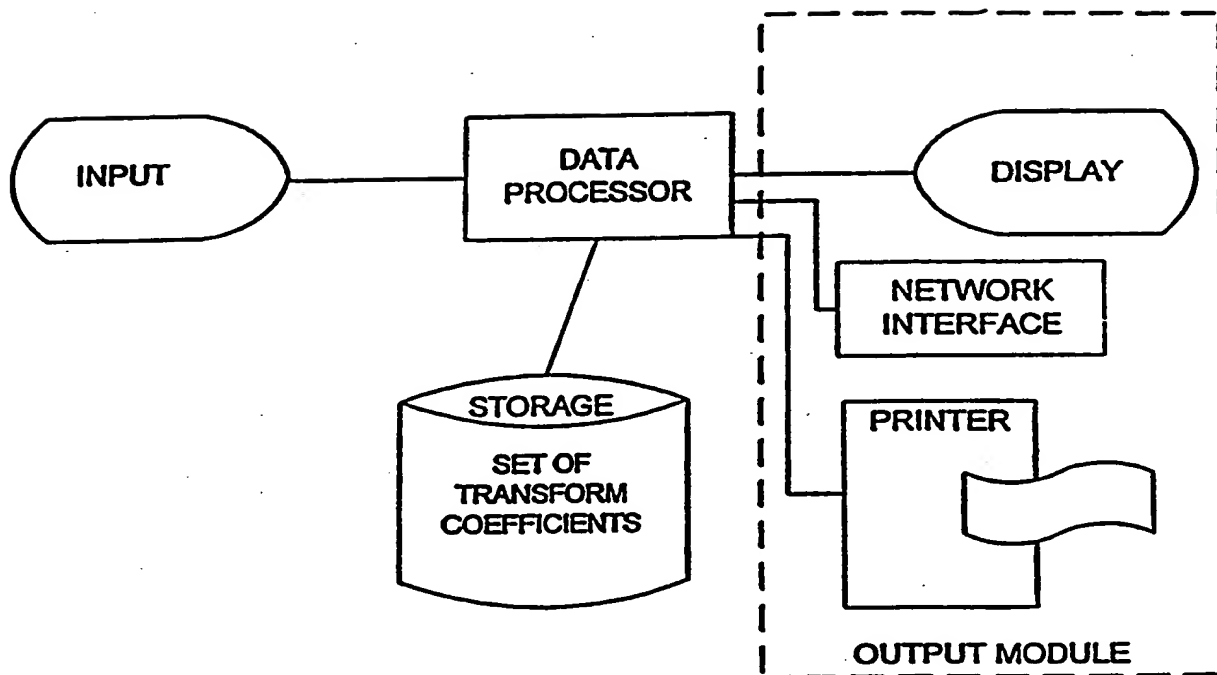 INPUT
DATA
PROCESSOR
DISPLAY
NETWORK
INTERFACE
STORAGE
SET OF
TRANSFORM
COEFFICIENTS
PRINTER
OUTPUT MODULE